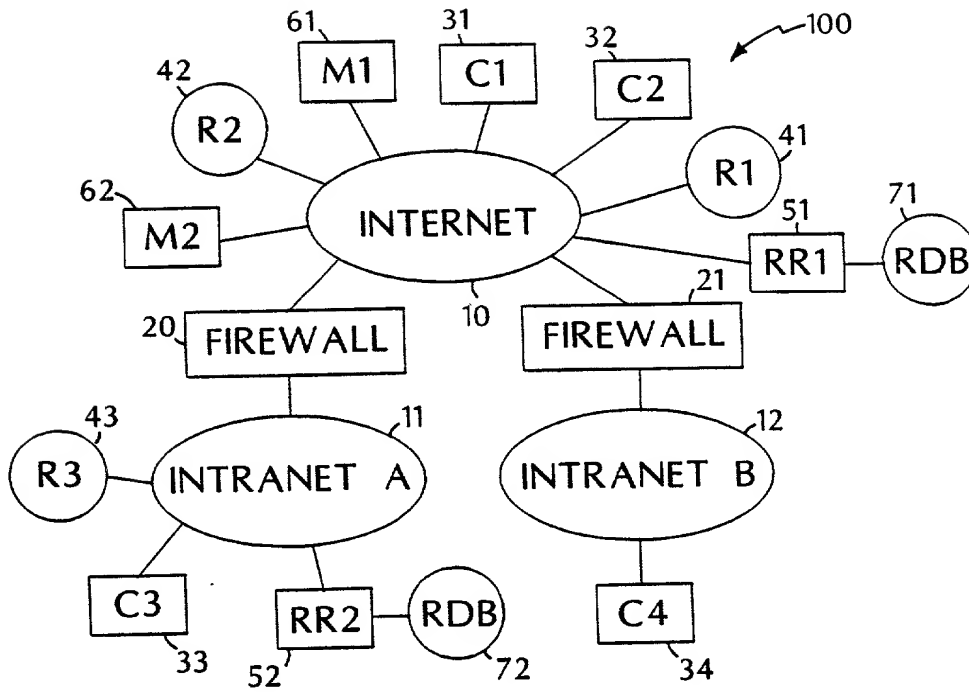 61
31
32
100
M1
C1
C2
42
R2
41
R1
62
M2
INTERNET
51
71
RR1
RDB
10
20
FIREWALL
21
FIREWALL
43
11
12
R3
INTRANET A
INTRANET B
C3
33
RR2
52
RDB
72
C4
34